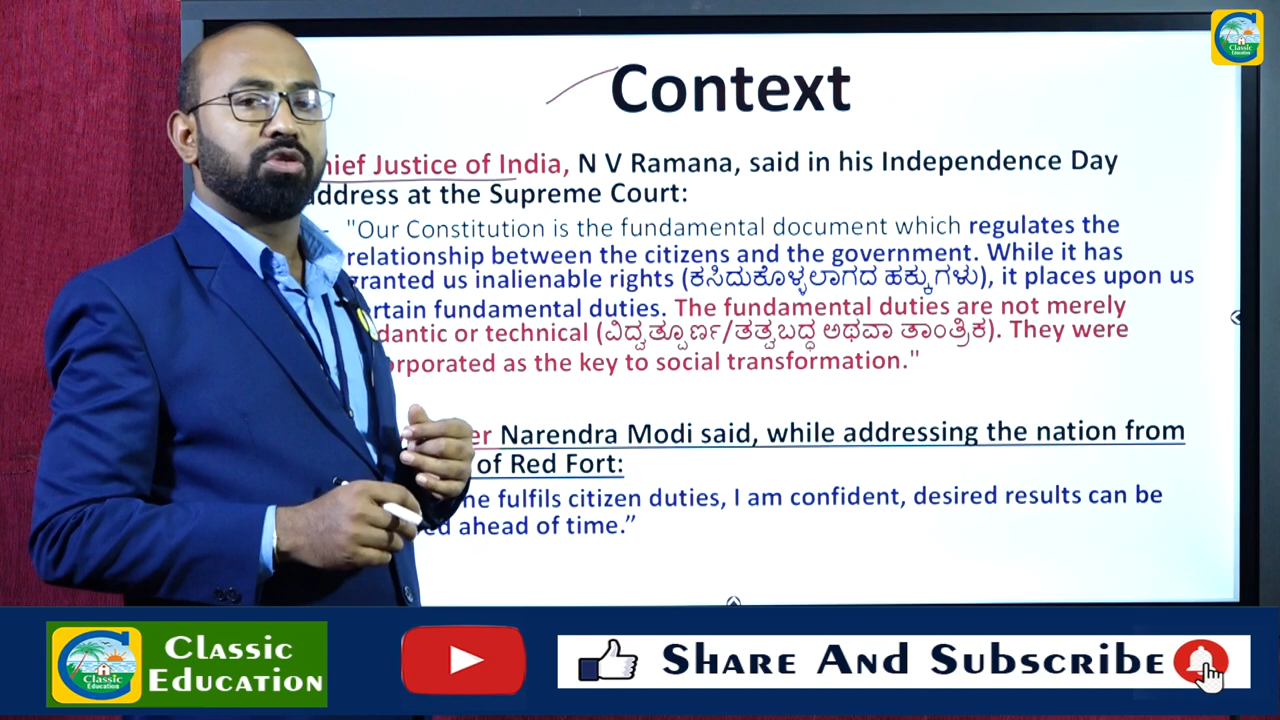 Context
hief Justice of India, N V Ramana, said in his Independence Day
ddress at the Supreme Court:
- "Our Constitution is the fundamental document which regulates the
relationship between the citizens and the government. While it has
granted us inalienable rights (ಕಸಿದುಕೊಳ್ಳಲಾಗದ ಹಕ್ಕುಗಳು), it places upon us
ertain fundamental duties. The fundamental duties are not merely
dantic or technical (ವಿದ್ವತ್ಪೂರ್ಣ/ತತ್ವಬದ್ಧ ಅಥವಾ ತಾಂತ್ರಿಕ). They were
orporated as the key to social transformation."
er Narendra Modi said, while addressing the nation from
of Red Fort:
ne fulfils citizen duties, I am confident, desired results can be
ed ahead of time.”
Classic
Education
Classic
Education
Classic
Education
Share And Subscribe